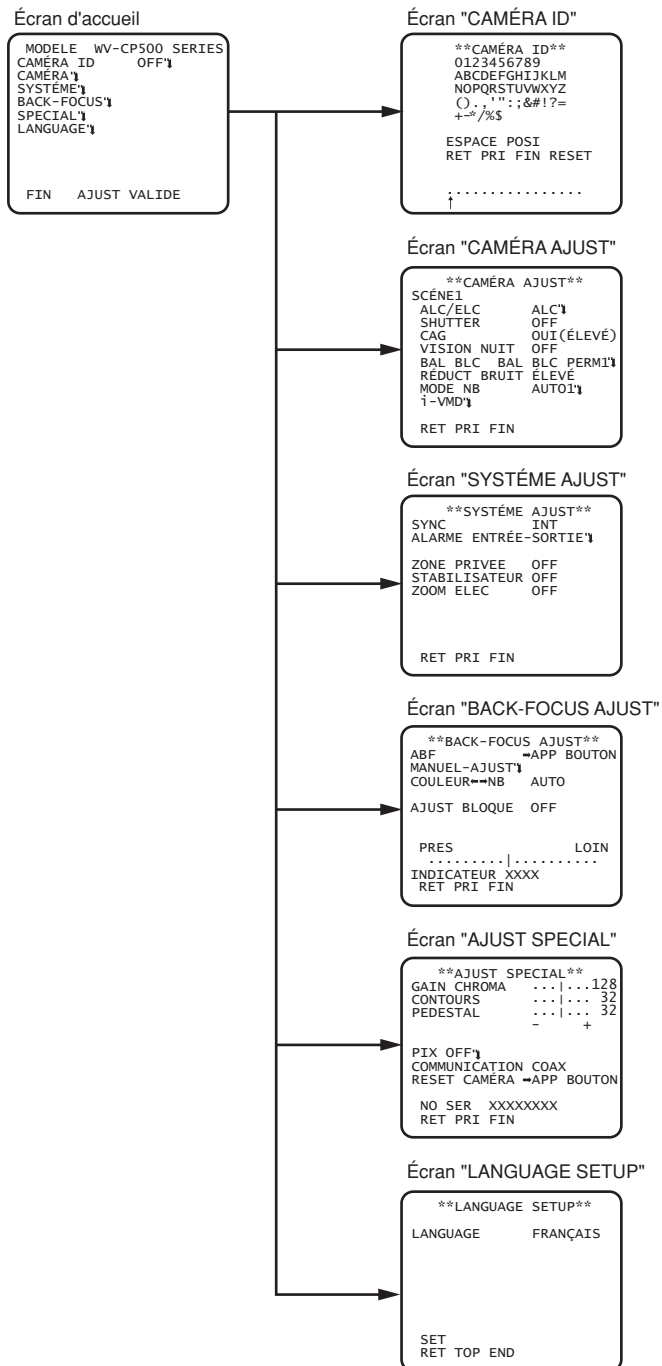 Écran d'accueil
MODELE WV-CP500 SERIES
CAMÉRA ID OFF
CAMÉRA
SYSTÉME
BACK-FOCUS
SPECIAL
LANGUAGE
FIN AJUST VALIDE
Écran "CAMÉRA ID"
**CAMÉRA ID**
0123456789
ABCDEFGHIJKLM
NOPQRSTUVWXYZ
().,'":;&#!?=
+-*/%$
ESPACE POSI
RET PRI FIN RESET
................
↑
Écran "CAMÉRA AJUST"
**CAMÉRA AJUST**
SCÉNE1
ALC/ELC ALC
SHUTTER OFF
CAG OUI(ÉLEVÉ)
VISION NUIT OFF
BAL BLC BAL BLC PERM1
RÉDUCT BRUIT ÉLEVÉ
MODE NB AUTO1
i-VMD
RET PRI FIN
Écran "SYSTÉME AJUST"
**SYSTÉME AJUST**
SYNC INT
ALARME ENTRÉE-SORTIE
ZONE PRIVEE OFF
STABILISATEUR OFF
ZOOM ELEC OFF
RET PRI FIN
Écran "BACK-FOCUS AJUST"
**BACK-FOCUS AJUST**
ABF →APP BOUTON
MANUEL-AJUST
COULEUR←→NB AUTO
AJUST BLOQUE OFF
PRES LOIN
.........|..........
INDICATEUR XXXX
RET PRI FIN
Écran "AJUST SPECIAL"
**AJUST SPECIAL**
GAIN CHROMA ...|...128
CONTOURS ...|... 32
PEDESTAL ...|... 32
- +
PIX OFF
COMMUNICATION COAX
RESET CAMÉRA →APP BOUTON
NO SER XXXXXXXX
RET PRI FIN
Écran "LANGUAGE SETUP"
**LANGUAGE SETUP**
LANGUAGE FRANÇAIS
SET
RET TOP END